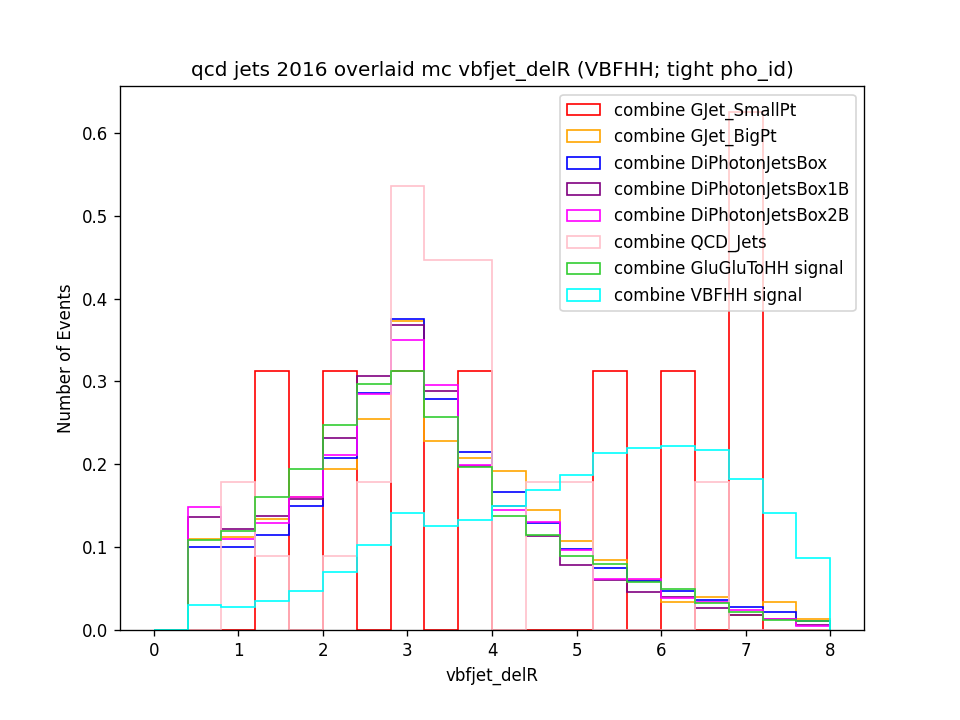 qcd jets 2016 overlaid mc vbfjet_delR (VBFHH; tight pho_id)
combine GJet_SmallPt
combine GJet_BigPt
combine DiPhotonJetsBox
combine DiPhotonJetsBox1B
combine DiPhotonJetsBox2B
combine QCD_Jets
combine GluGluToHH signal
combine VBFHH signal
Number of Events
0.6
0.5
0.4
0.3
0.2
0.1
0.0
0 1 2 3 4 5 6 7 8
vbfjet_delR